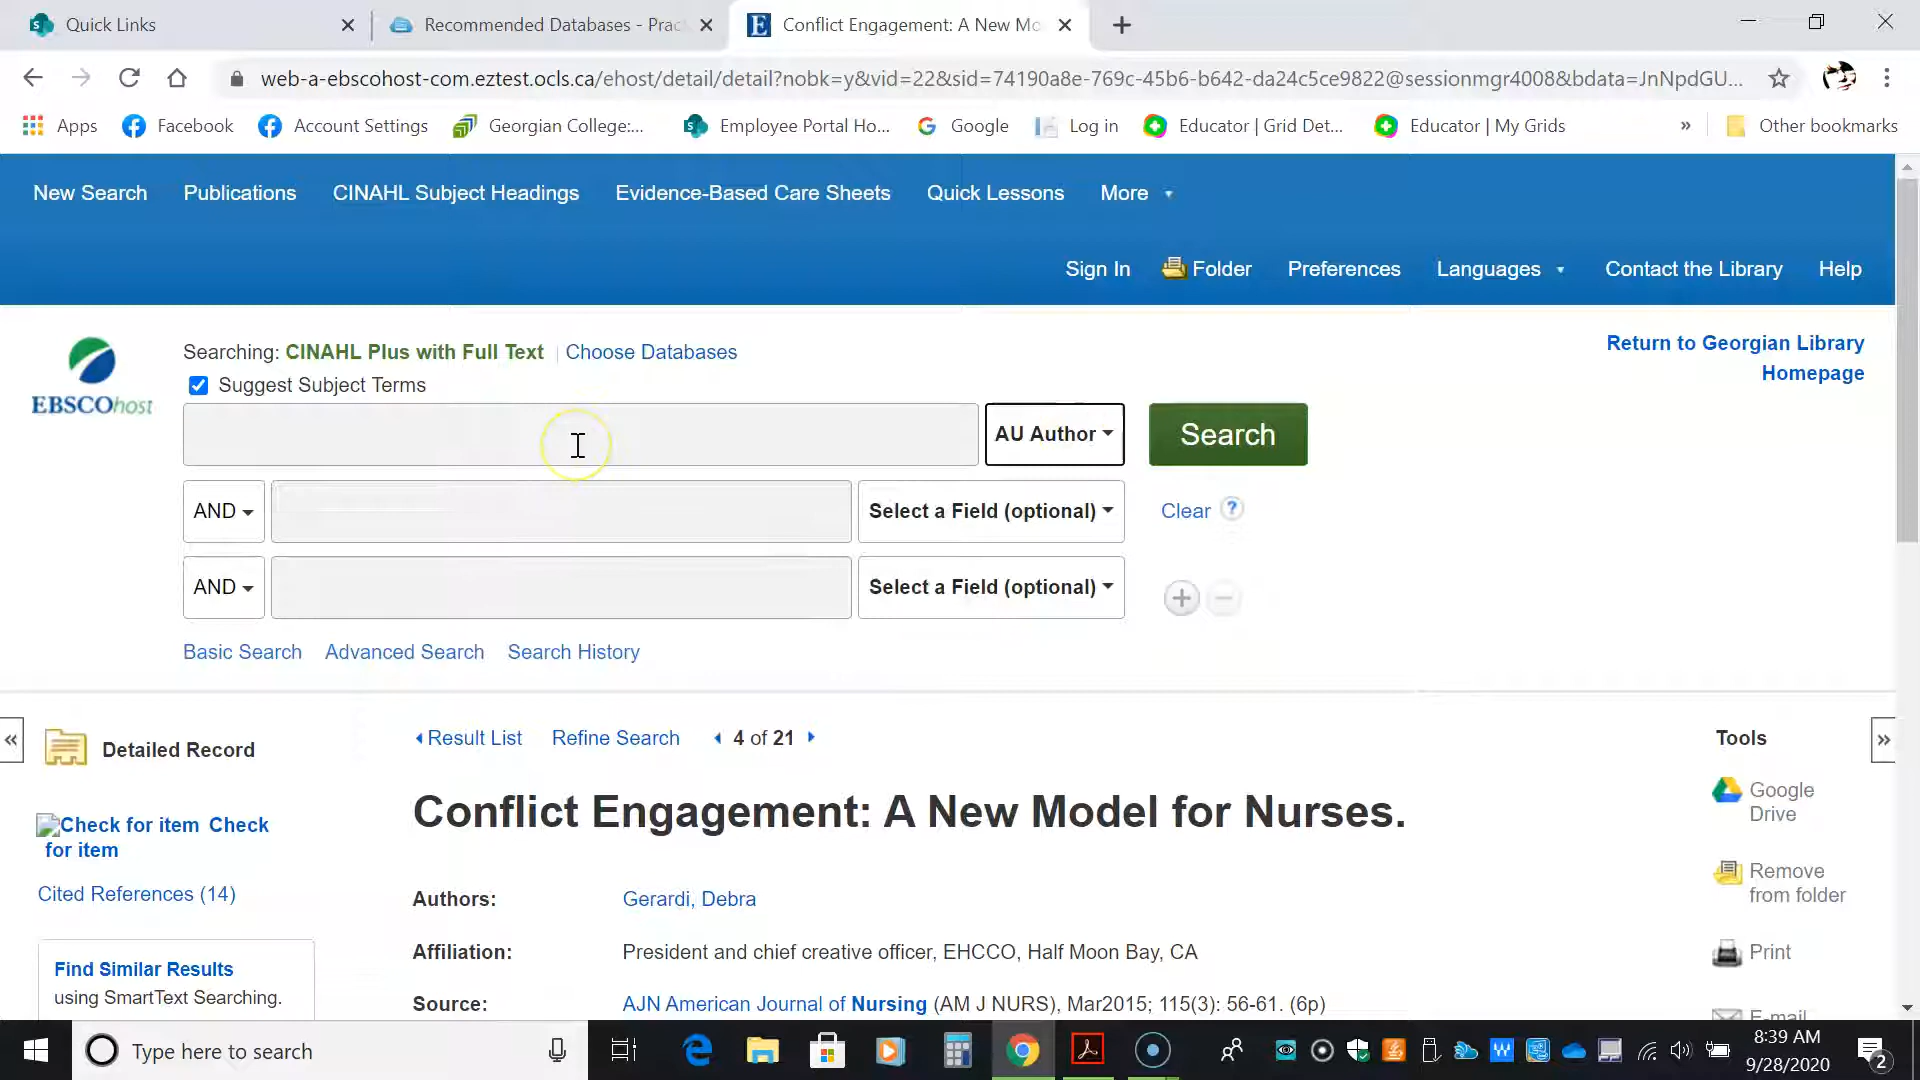 Quick Links
Recommended Databases - Prac
Conflict Engagement: A New Mo
web-a-ebscohost-com.eztest.ocls.ca/ehost/detail/detail?nobk=y&vid=22&sid=74190a8e-769c-45b6-b642-da24c5ce9822@sessionmgr4008&bdata=JnNpdGU...
Apps
Facebook
Account Settings
Georgian College:...
Employee Portal Ho...
Google
Log in
Educator | Grid Det...
Educator | My Grids
»
Other bookmarks
New Search
Publications
CINAHL Subject Headings
Evidence-Based Care Sheets
Quick Lessons
More
Sign In
Folder
Preferences
Languages
Contact the Library
Help
EBSCOhost
Searching: CINAHL Plus with Full Text
Choose Databases
Return to Georgian Library
Homepage
Suggest Subject Terms
AU Author
Search
AND
Select a Field (optional)
Clear
?
AND
Select a Field (optional)
Basic Search
Advanced Search
Search History
«
Detailed Record
Result List
Refine Search
4 of 21
Tools
»
Conflict Engagement: A New Model for Nurses.
Google
Drive
Check for item Check
for item
Remove
from folder
Cited References (14)
Authors:
Gerardi, Debra
Affiliation:
President and chief creative officer, EHCCO, Half Moon Bay, CA
Print
Find Similar Results
using SmartText Searching.
Source:
AJN American Journal of Nursing (AM J NURS), Mar2015; 115(3): 56-61. (6p)
E-mail
Type here to search
8:39 AM
9/28/2020
2